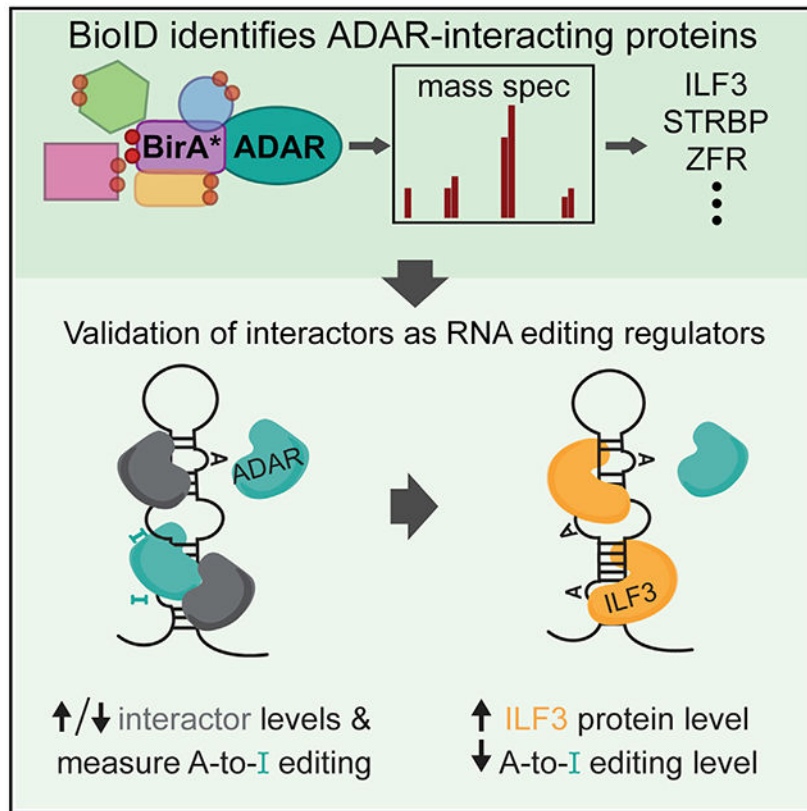 BioID identifies ADAR-interacting proteins
BirA* ADAR
mass spec
ILF3
STRBP
ZFR
Validation of interactors as RNA editing regulators
A
ADAR
I
I
↑/↓ interactor levels &
measure A-to-I editing
A
A
A
ILF3
↑ ILF3 protein level
↓ A-to-I editing level